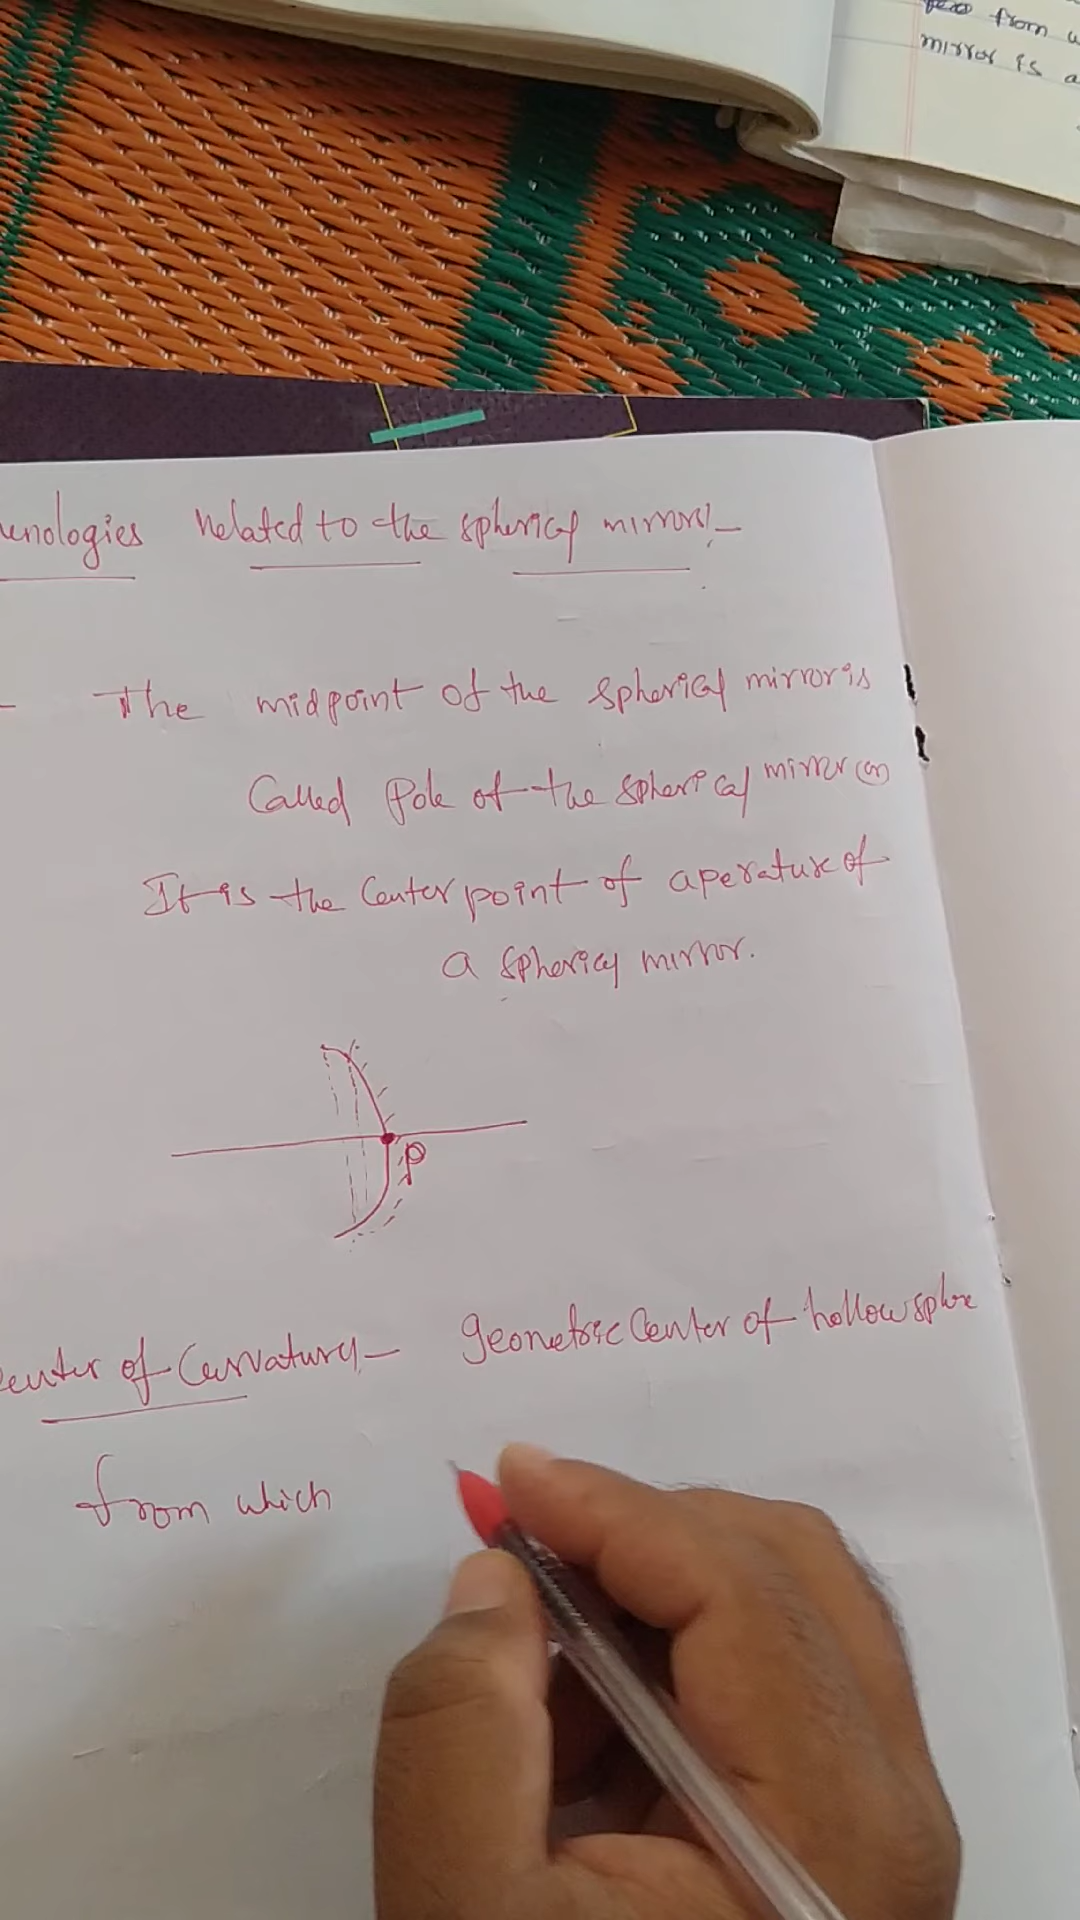 from
mirror is a
enologies related to the spherical mirror:-
- The midpoint of the spherical mirror is
Called Pole of the spherical mirror (or)
It is the Center point of aperature of
a spherical mirror.
P
Center of Curvature:- geometric Center of hollow sphere
from which